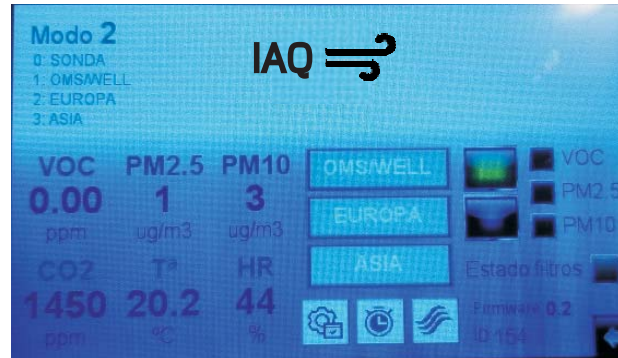 Modo 2
0: SONDA
1: OMS/WELL
2: EUROPA
3: ASIA
IAQ
VOC PM2.5 PM10
0.00 1 3
ppm ug/m3 ug/m3
CO2 Tª HR
1450 20.2 44
ppm ºC %
OMS/WELL
EUROPA
ASIA
VOC
PM2.5
PM10
Estado filtros
Firmware 0.2
ID 154